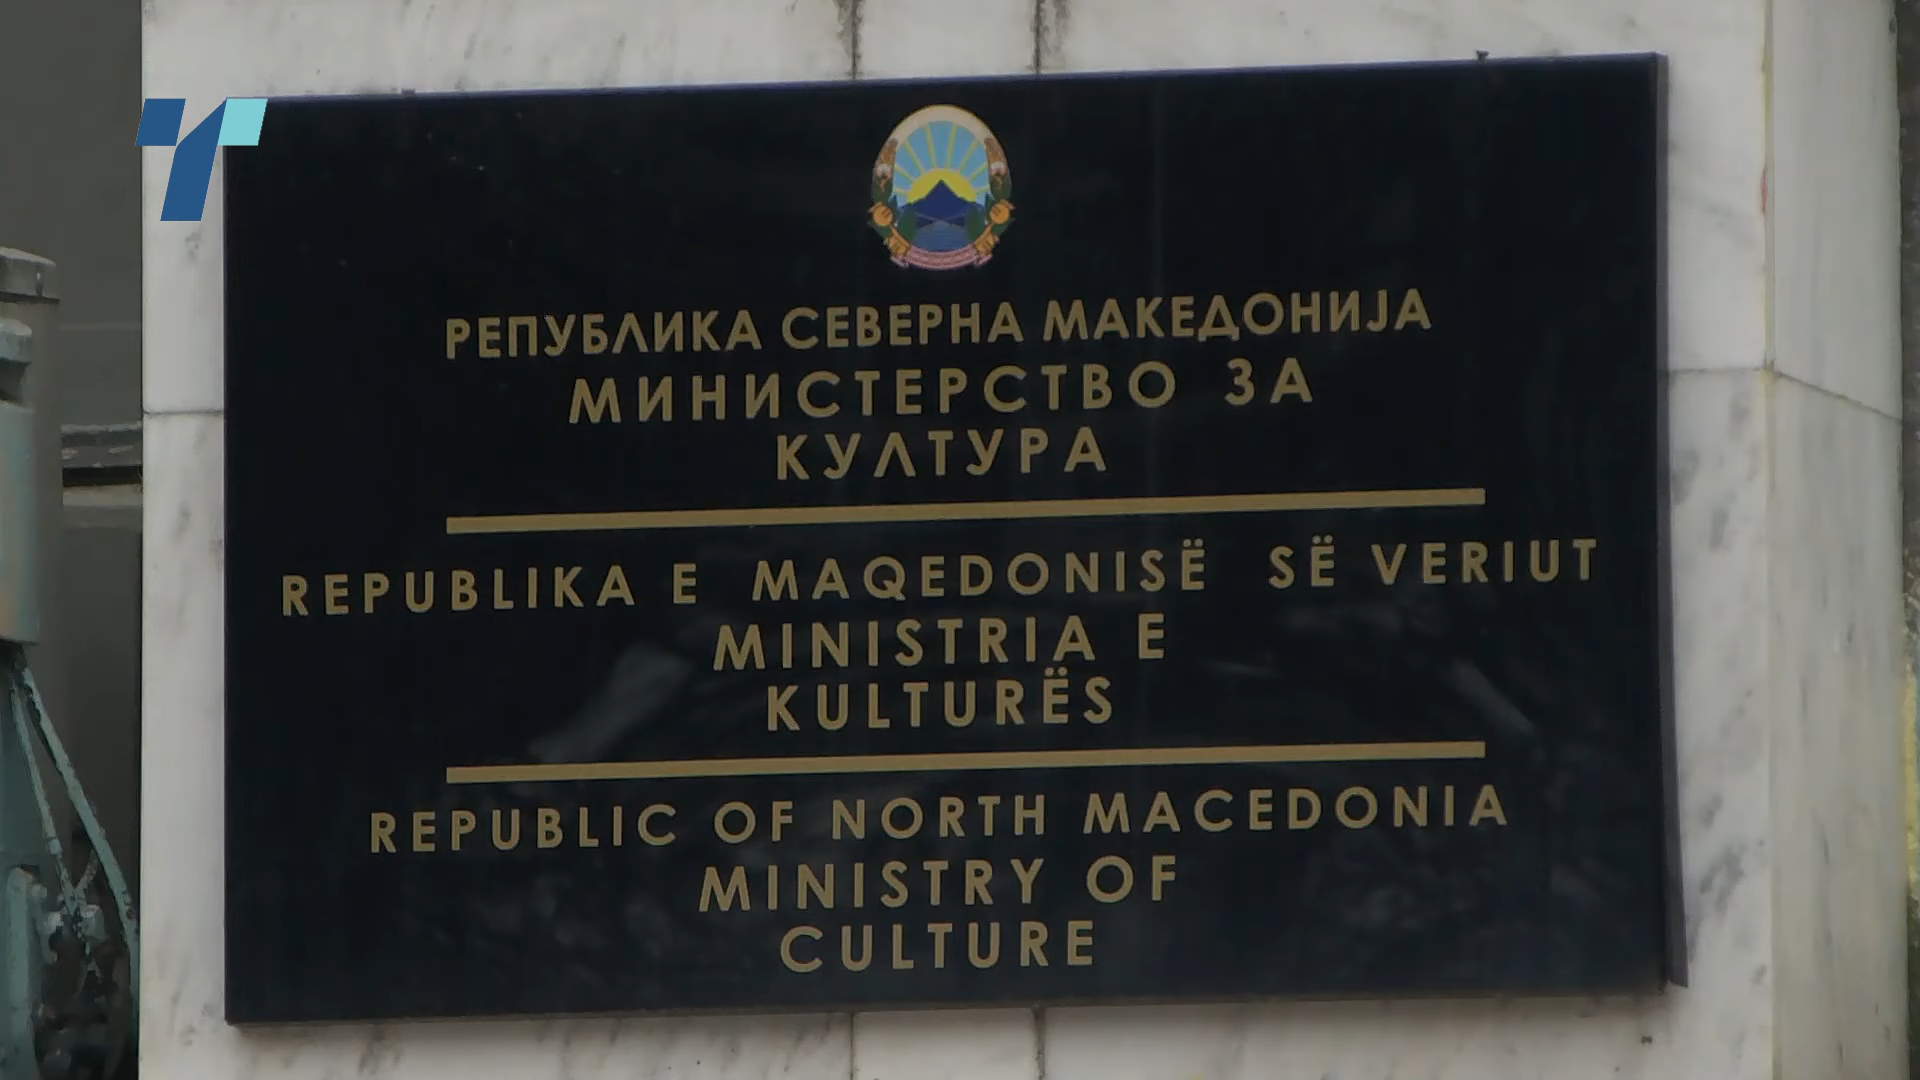 РЕПУБЛИКА СЕВЕРНА МАКЕДОНИЈА
МИНИСТЕРСТВО ЗА
КУЛТУРА
REPUBLIKA E MAQEDONISË SË VERIUT
MINISTRIA E
KULTURËS
REPUBLIC OF NORTH MACEDONIA
MINISTRY OF
CULTURE